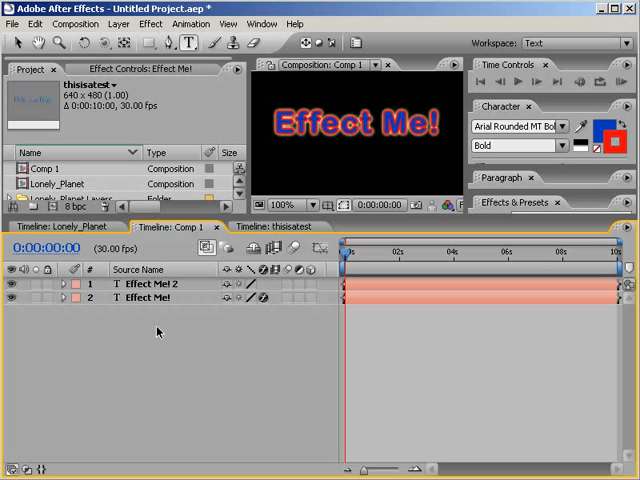 Adobe After Effects - Untitled Project.aep *
File Edit Composition Layer Effect Animation View Window Help
Workspace: Text
Project × Effect Controls: Effect Me!
thisisatest
640 x 480 (1.00)
Δ 0:00:10:00, 30.00 fps
Name Type Size
Comp 1 Composition
Lonely_Planet Composition
Lonely_Planet Layers Folder
8 bpc
Composition: Comp 1 ×
Effect Me!
100% 0:00:00:00
Time Controls ×
Character ×
Arial Rounded MT Bol
Bold
Paragraph ×
Effects & Presets ×
Timeline: Lonely_Planet Timeline: Comp 1 × Timeline: thisisatest
0:00:00:00 (30.00 fps)
02s 04s 06s 08s 10s
# Source Name
1 T Effect Me! 2
2 T Effect Me!